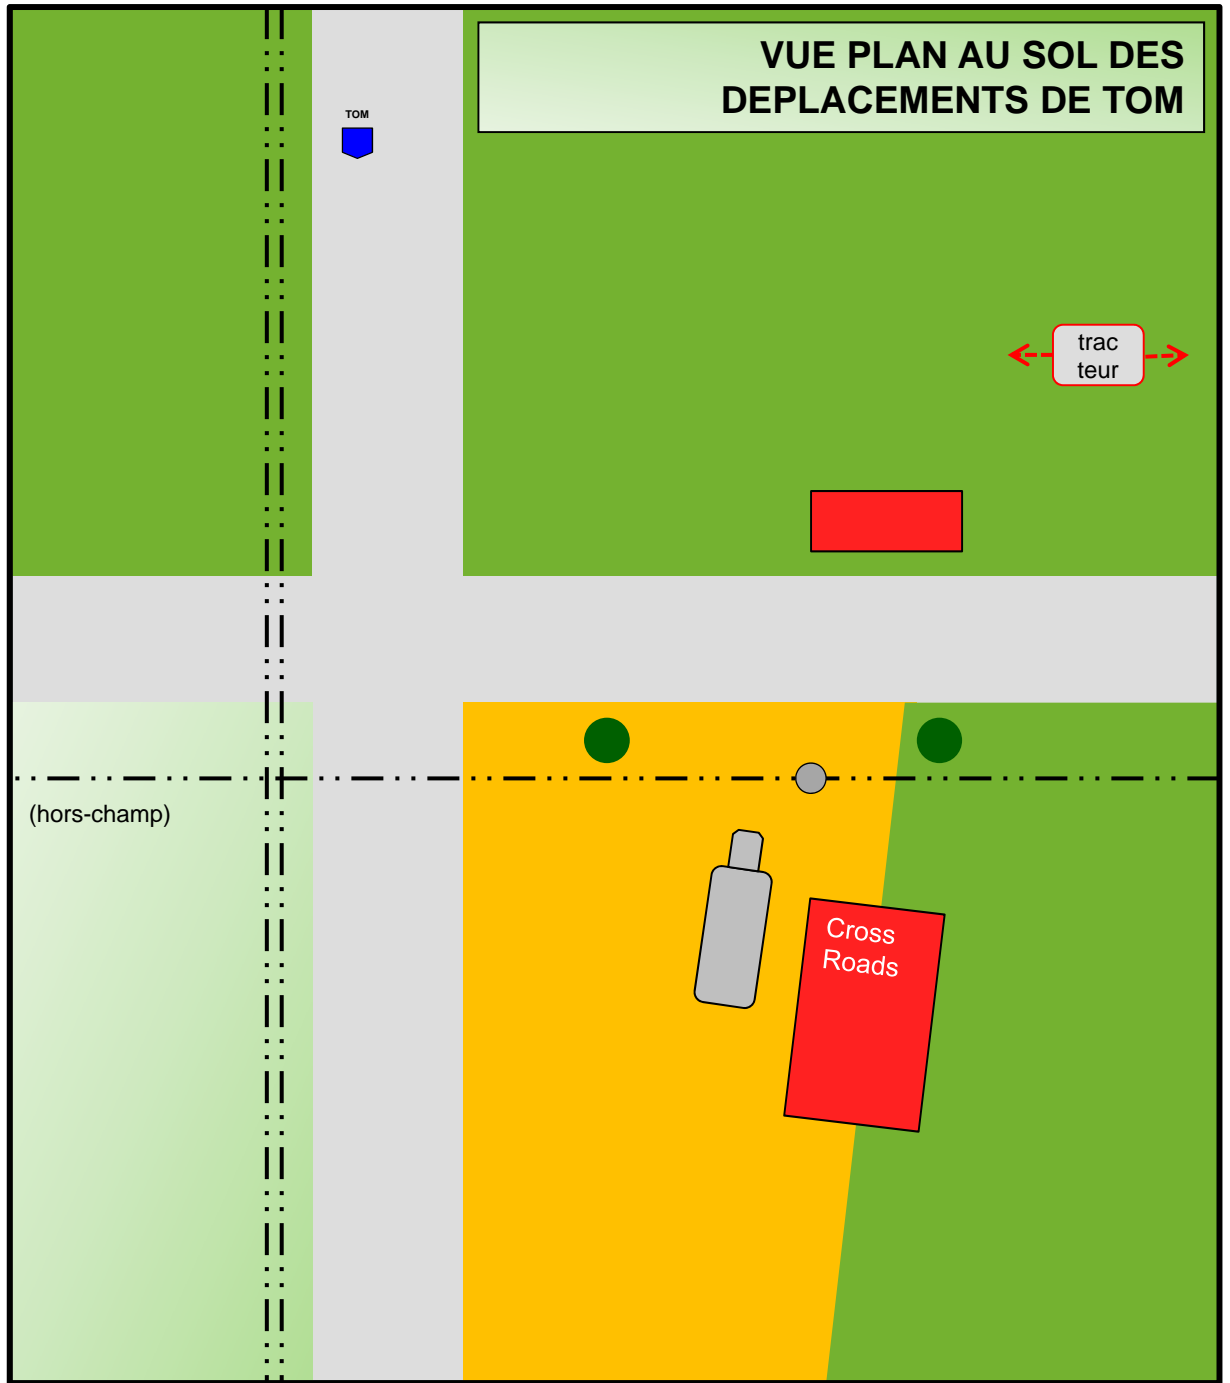 VUE PLAN AU SOL DES
DEPLACEMENTS DE TOM
TOM
trac
teur
(hors-champ)
Cross
Roads